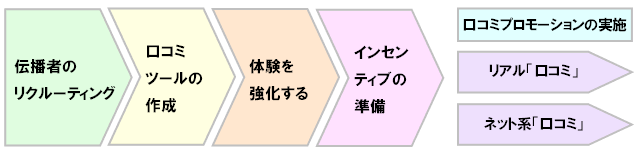 伝播者の
リクルーティング
口コミ
ツールの
作成
体験を
強化する
インセン
ティブの
準備
口コミプロモーションの実施
リアル「口コミ」
ネット系「口コミ」